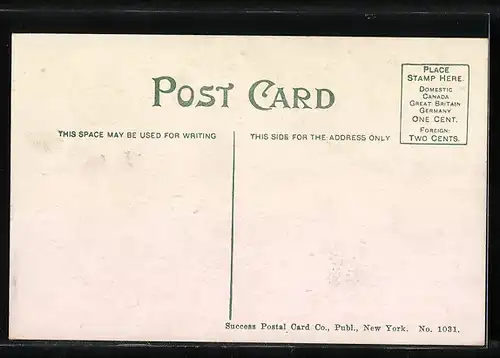 POST CARD
PLACE
STAMP HERE.
DOMESTIC
CANADA
GREAT BRITAIN
GERMANY
ONE CENT.
FOREIGN:
TWO CENTS.
THIS SPACE MAY BE USED FOR WRITING
THIS SIDE FOR THE ADDRESS ONLY
Success Postal Card Co., Publ., New York. No. 1031.